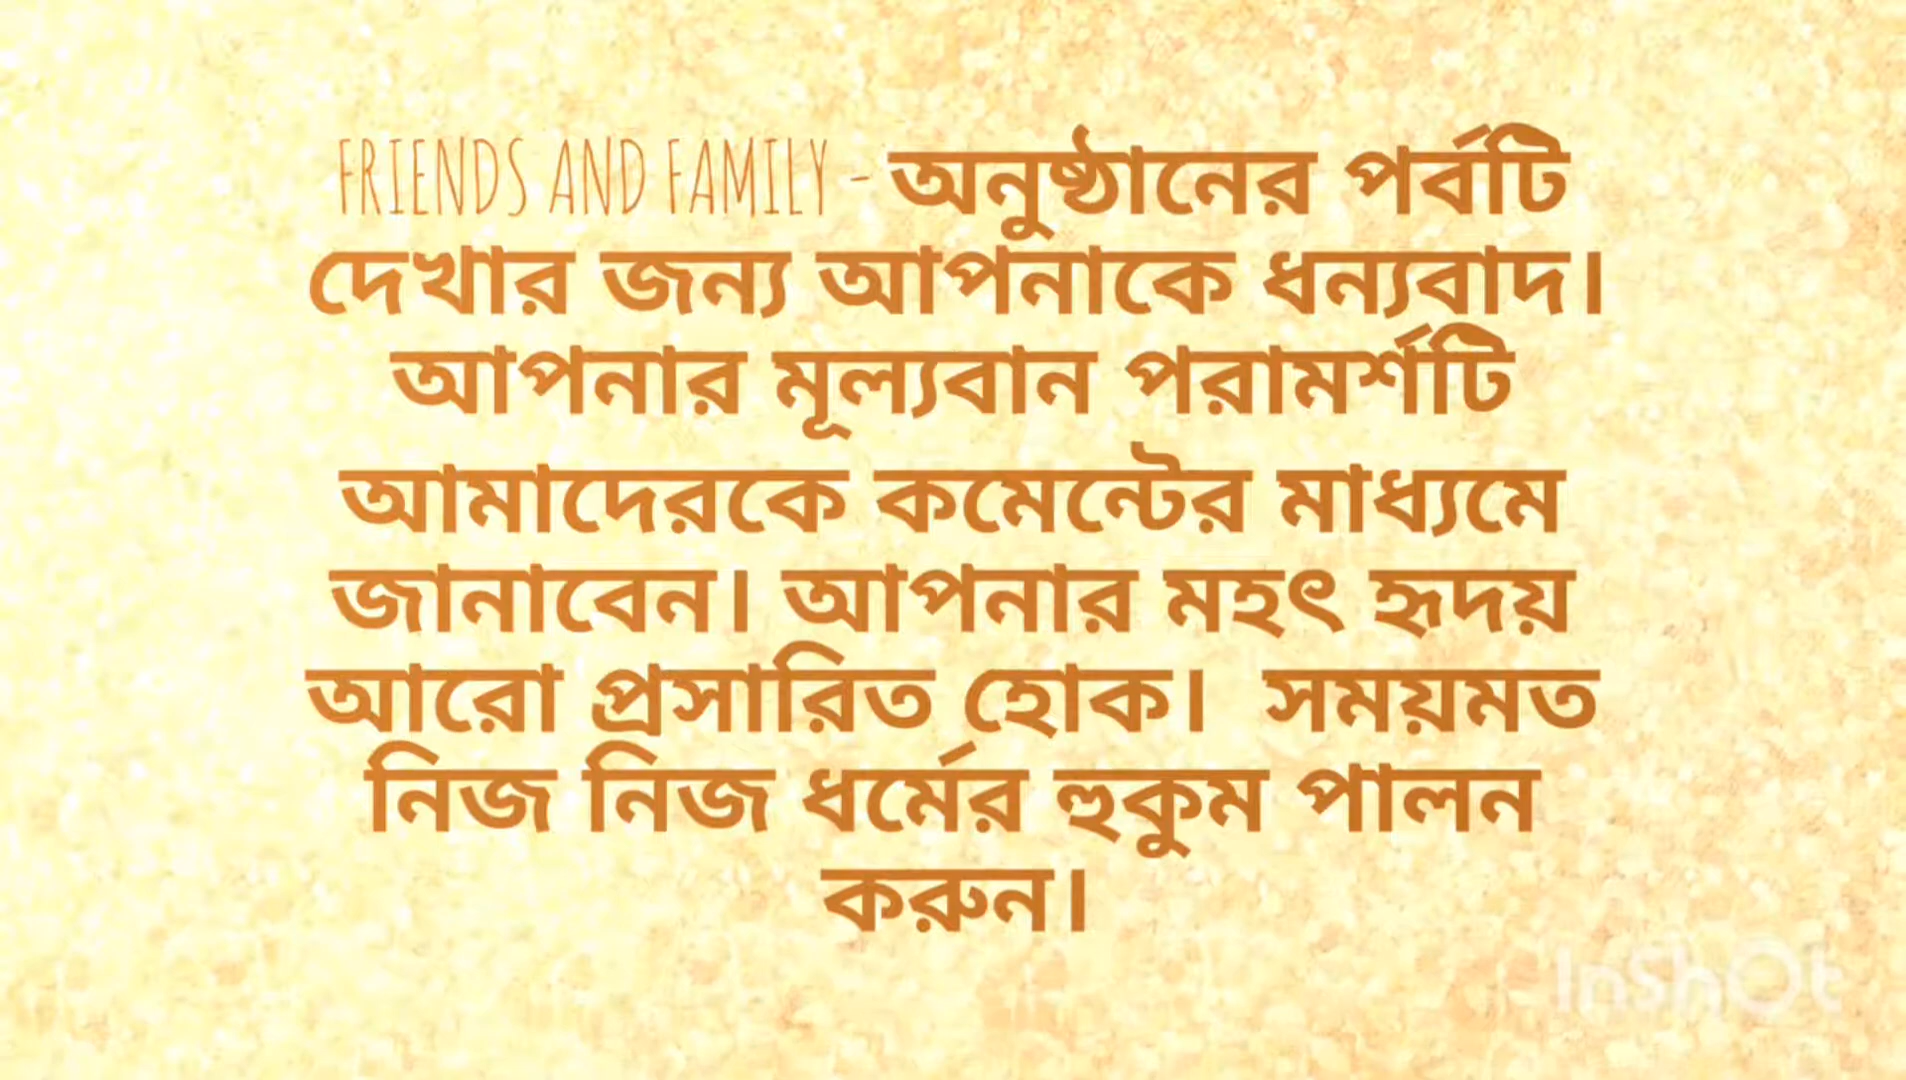 FRIENDS AND FAMILY - অনুষ্ঠানের পর্বটি
দেখার জন্য আপনাকে ধন্যবাদ।
আপনার মূল্যবান পরামর্শটি
আমাদেরকে কমেন্টের মাধ্যমে
জানাবেন। আপনার মহৎ হৃদয়
আরো প্রসারিত হোক। সময়মত
নিজ নিজ ধর্মের হুকুম পালন
করুন।
InShOt